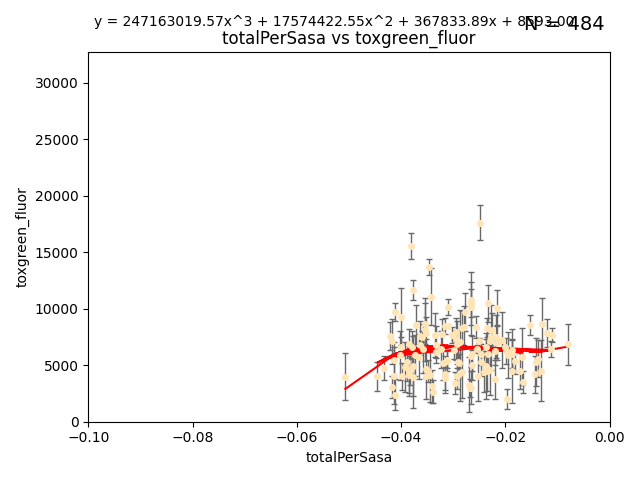 y = 247163019.57x^3 + 17574422.55x^2 + 367833.89x + 8593.00
N = 484
totalPerSasa vs toxgreen_fluor
30000
25000
20000
15000
10000
5000
0
toxgreen_fluor
−0.10
−0.08
−0.06
−0.04
−0.02
0.00
totalPerSasa